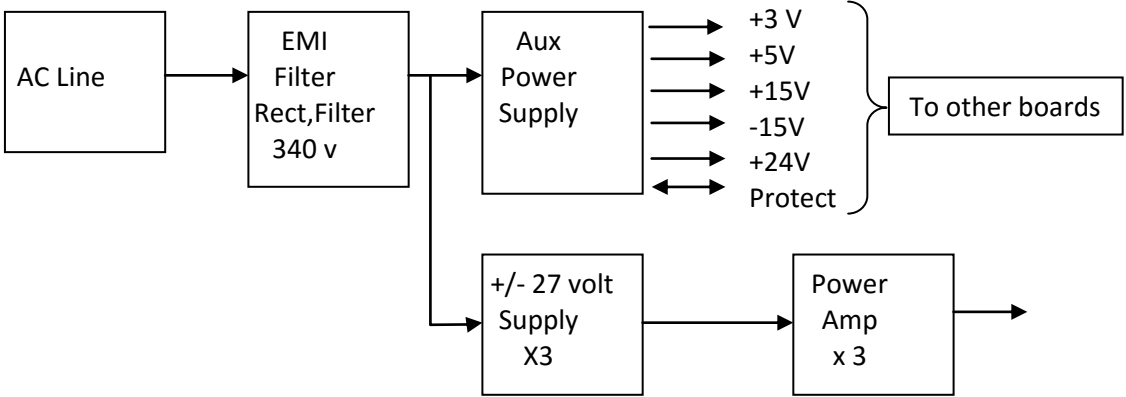 AC Line
EMI
Filter
Rect,Filter
340 v
Aux
Power
Supply
+3 V
+5V
+15V
-15V
+24V
Protect
To other boards
+/- 27 volt
Supply
X3
Power
Amp
x 3